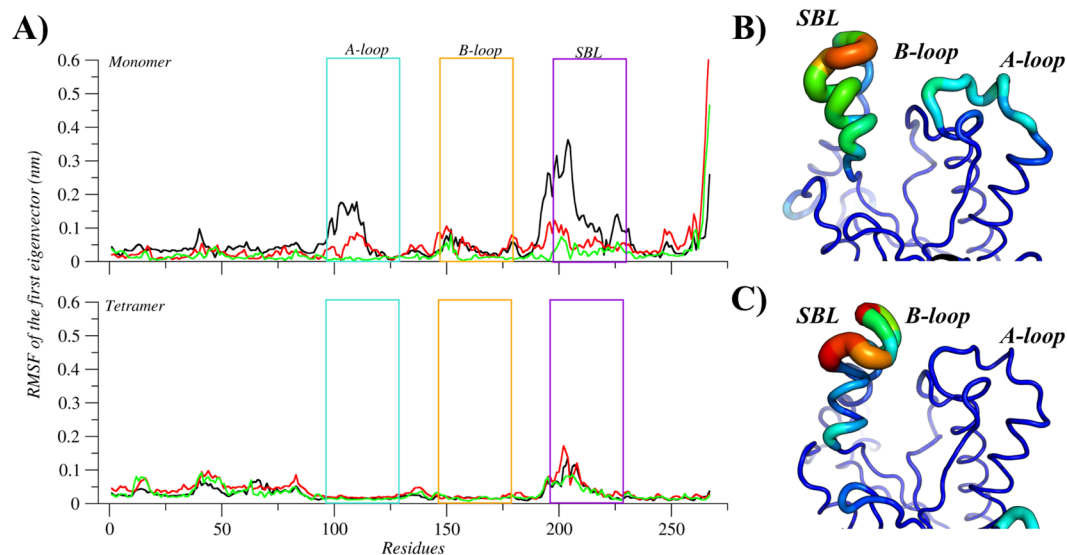 A)
RMSF of the first eigenvector (nm)
Monomer
A-loop
B-loop
SBL
0.6
0.5
0.4
0.3
0.2
0.1
0
Tetramer
0.6
0.5
0.4
0.3
0.2
0.1
0
0 50 100 150 200 250
Residues
B)
SBL
B-loop
A-loop
C)
SBL
B-loop
A-loop